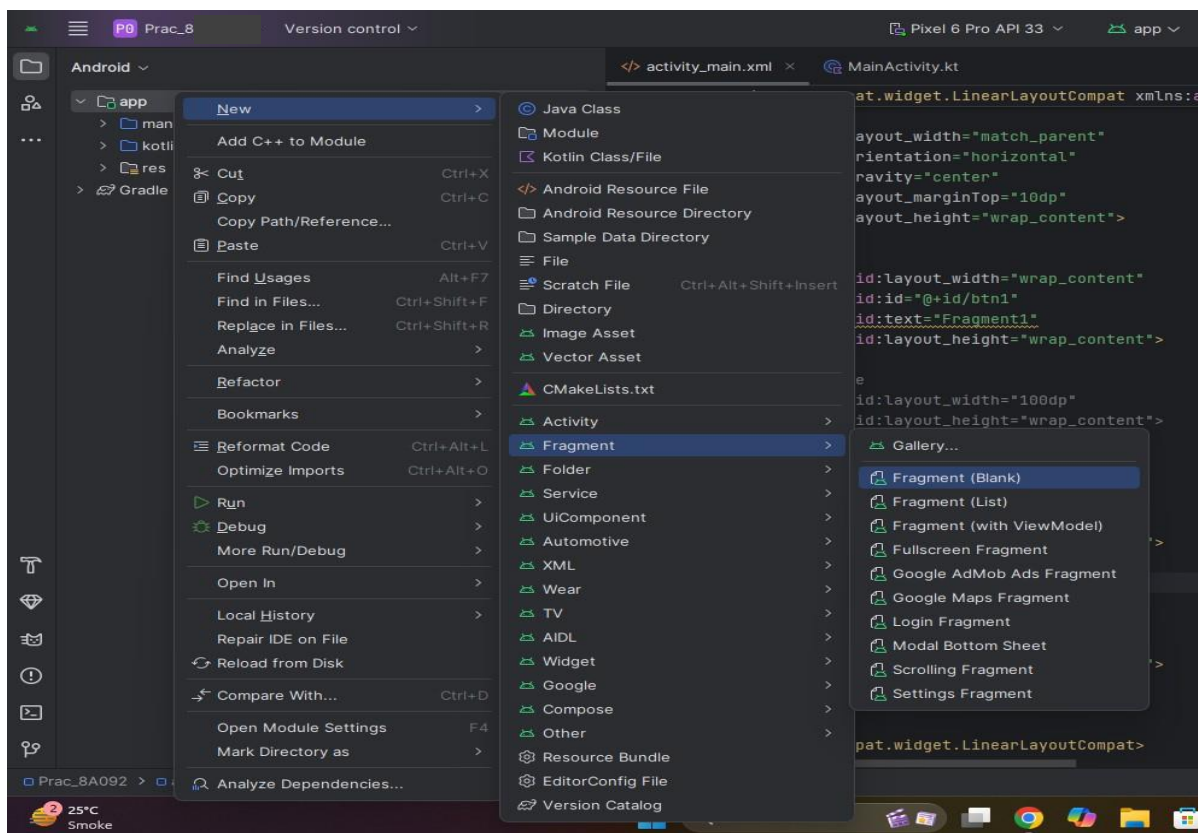 P0 Prac_8 Version control Pixel 6 Pro API 33 app
Android
activity_main.xml MainActivity.kt
app
man
kotli
res
Gradle
New
Add C++ to Module
Cut Ctrl+X
Copy Ctrl+C
Copy Path/Reference...
Paste Ctrl+V
Find Usages Alt+F7
Find in Files... Ctrl+Shift+F
Replace in Files... Ctrl+Shift+R
Analyze
Refactor
Bookmarks
Reformat Code Ctrl+Alt+L
Optimize Imports Ctrl+Alt+O
Run
Debug
More Run/Debug
Open In
Local History
Repair IDE on File
Reload from Disk
Compare With... Ctrl+D
Open Module Settings F4
Mark Directory as
Analyze Dependencies...
Java Class
Module
Kotlin Class/File
Android Resource File
Android Resource Directory
Sample Data Directory
File
Scratch File Ctrl+Alt+Shift+Insert
Directory
Image Asset
Vector Asset
CMakeLists.txt
Activity
Fragment
Folder
Service
UiComponent
Automotive
XML
Wear
TV
AIDL
Widget
Google
Compose
Other
Resource Bundle
EditorConfig File
Version Catalog
Gallery...
Fragment (Blank)
Fragment (List)
Fragment (with ViewModel)
Fullscreen Fragment
Google AdMob Ads Fragment
Google Maps Fragment
Login Fragment
Modal Bottom Sheet
Scrolling Fragment
Settings Fragment
at.widget.LinearLayoutCompat xmlns:a
ayout_width="match_parent"
rientation="horizontal"
ravity="center"
ayout_marginTop="10dp"
ayout_height="wrap_content">
id:layout_width="wrap_content"
id:id="@+id/btn1"
id:text="Fragment1"
id:layout_height="wrap_content">
e
id:layout_width="100dp"
id:layout_height="wrap_content">
">
">
pat.widget.LinearLayoutCompat>
Prac_8A092 >
2
25°C
Smoke